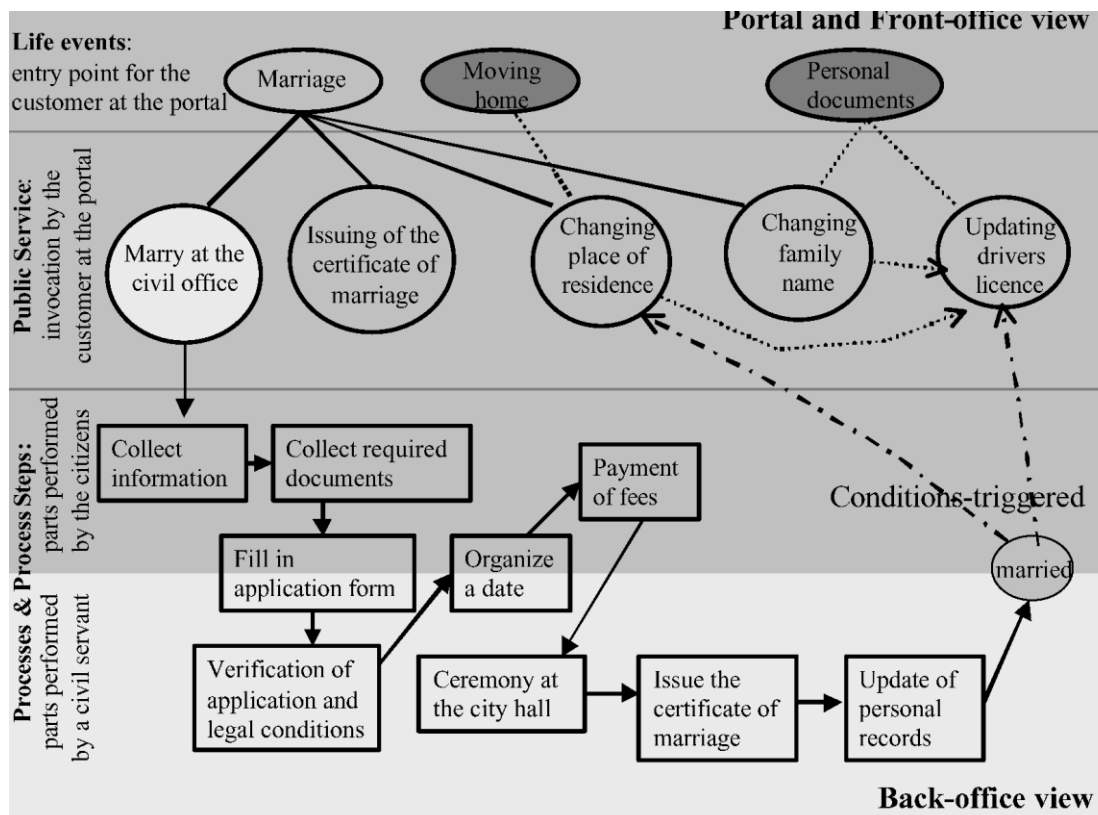 Portal and Front-office view
Life events:
entry point for the
customer at the portal
Marriage
Moving
home
Personal
documents
Public Service:
invocation by the
customer at the portal
Marry at the
civil office
Issuing of the
certificate of
marriage
Changing
place of
residence
Changing
family
name
Updating
drivers
licence
Processes & Process Steps:
parts performed
by the citizens
parts performed
by a civil servant
Collect
information
Collect required
documents
Payment
of fees
Conditions-triggered
Fill in
application form
Organize
a date
married
Verification of
application and
legal conditions
Ceremony at
the city hall
Issue the
certificate of
marriage
Update of
personal
records
Back-office view